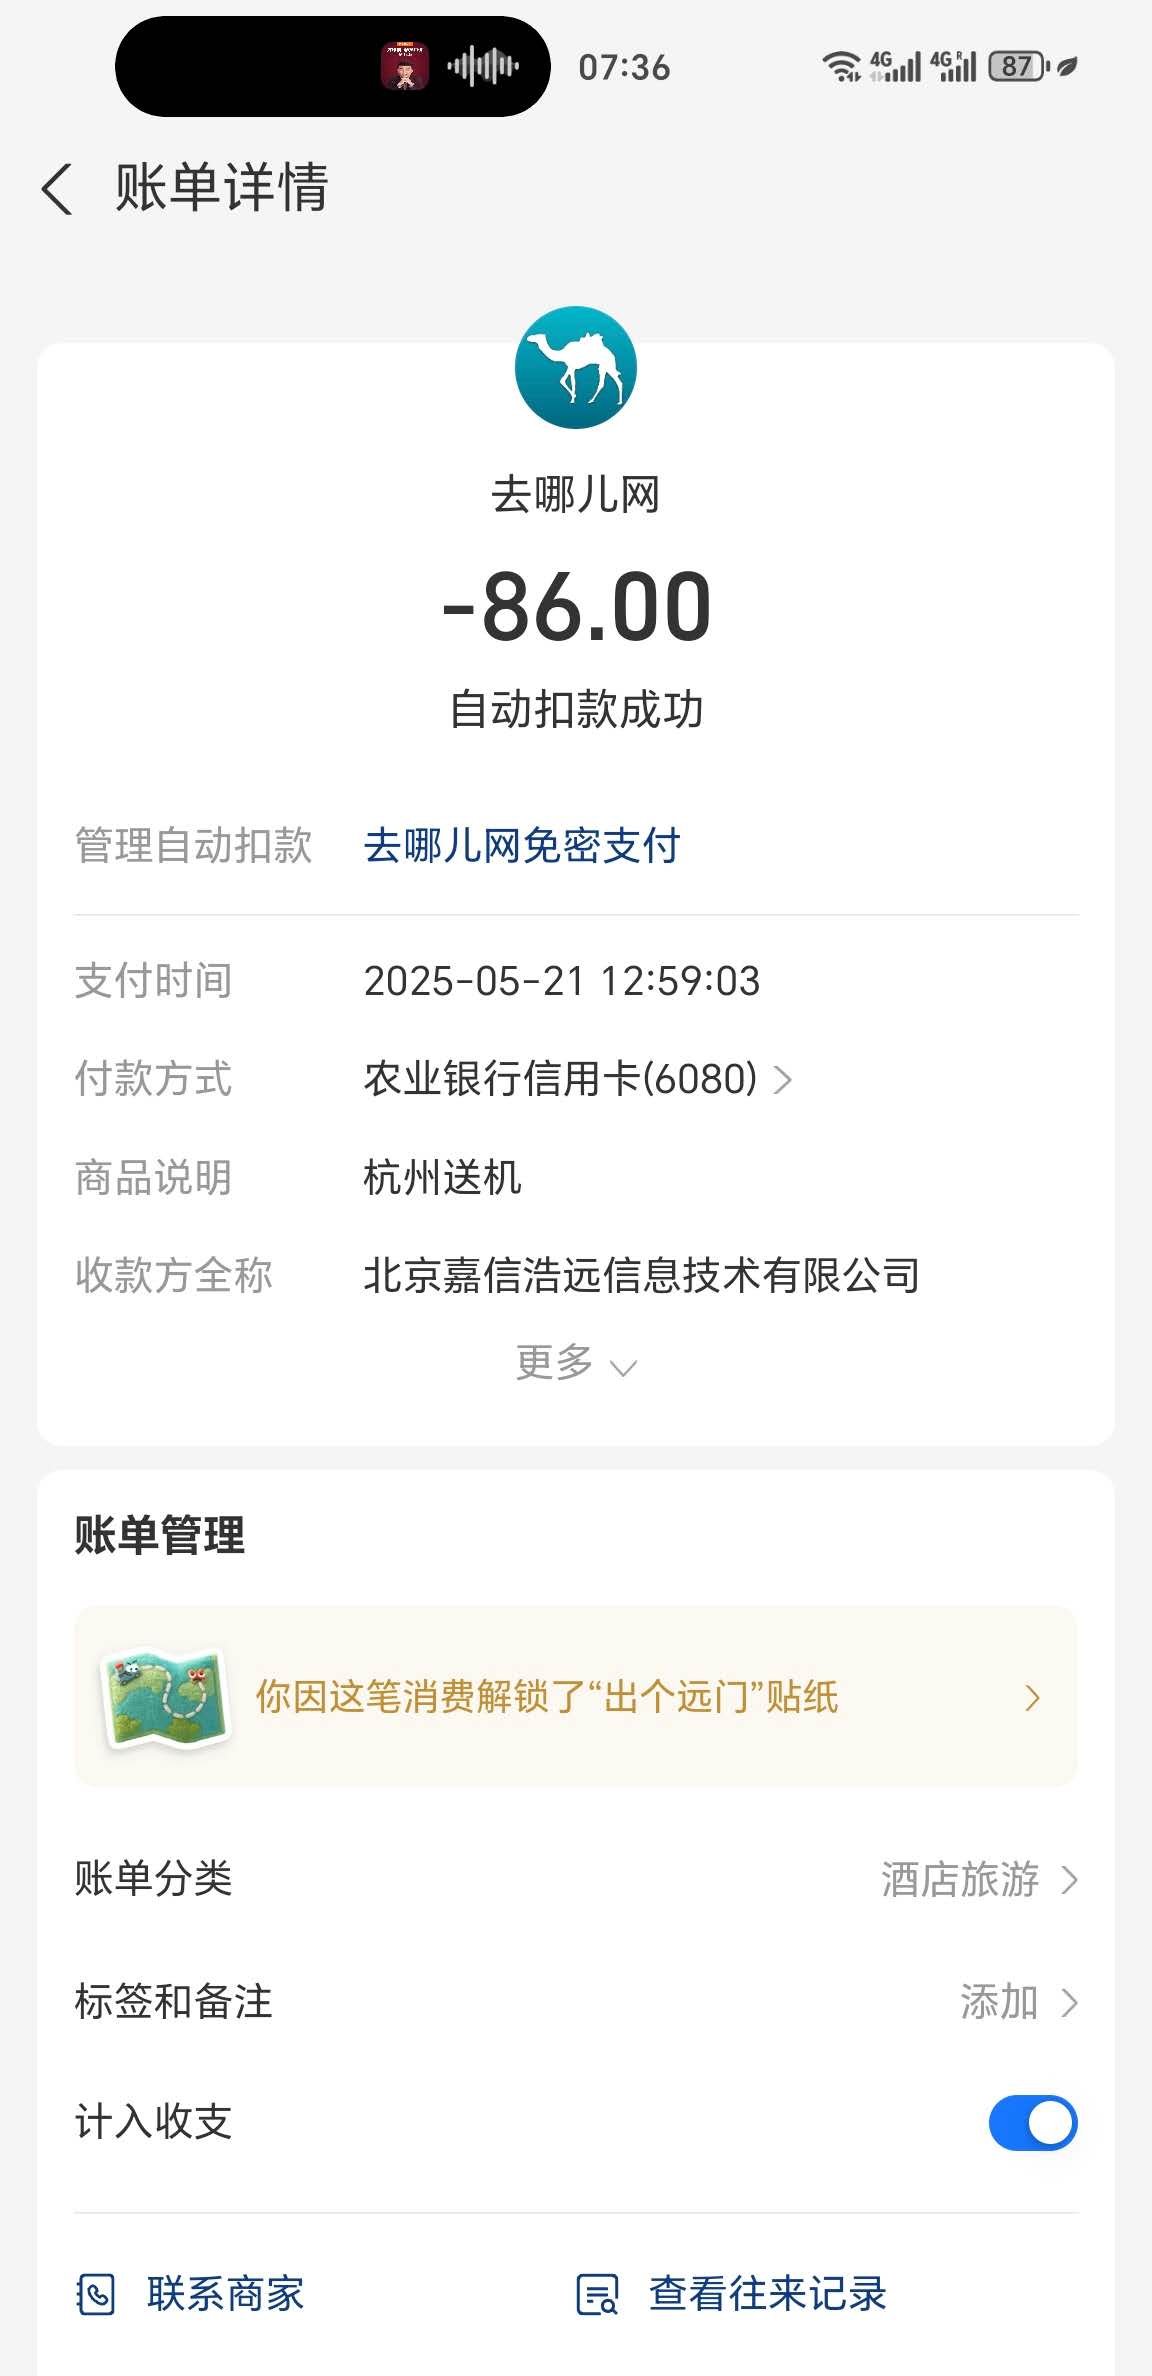 07:36
4G 4G R 87
账单详情
去哪儿网
-86.00
自动扣款成功
管理自动扣款 去哪儿网免密支付
支付时间 2025-05-21 12:59:03
付款方式 农业银行信用卡(6080)
商品说明 杭州送机
收款方全称 北京嘉信浩远信息技术有限公司
更多
账单管理
你因这笔消费解锁了“出个远门”贴纸
账单分类 酒店旅游
标签和备注 添加
计入收支
联系商家 查看往来记录